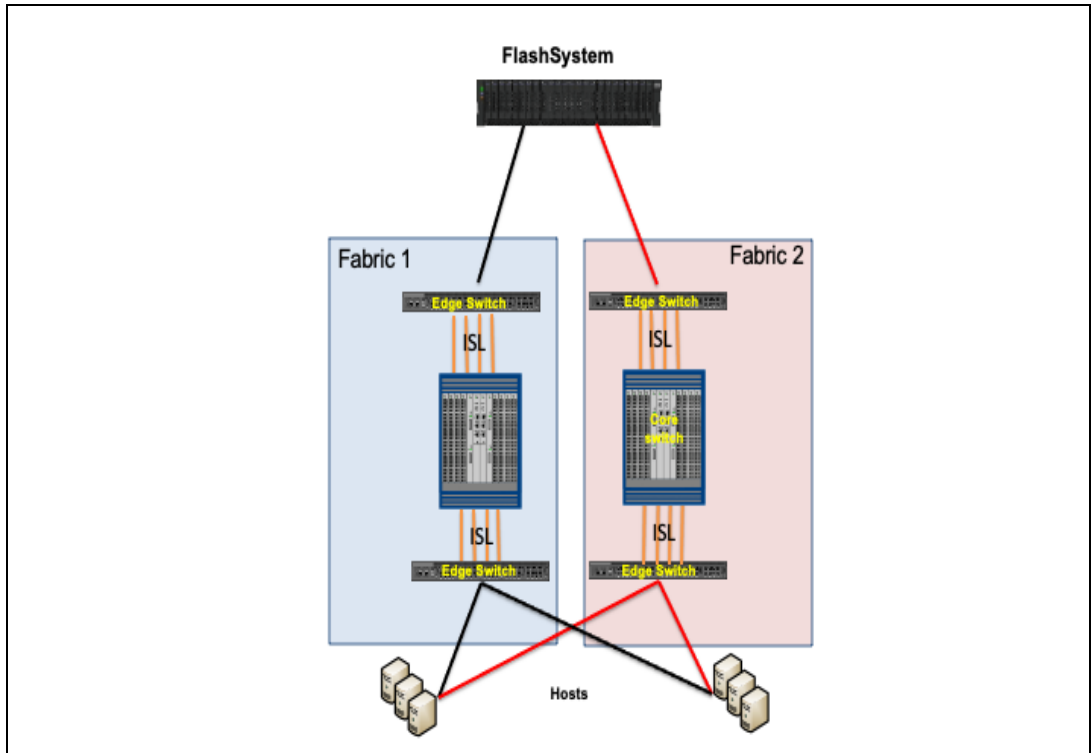 FlashSystem
Fabric 1
Fabric 2
Edge Switch
Edge Switch
ISL
ISL
Core
switch
ISL
ISL
Edge Switch
Edge Switch
Hosts